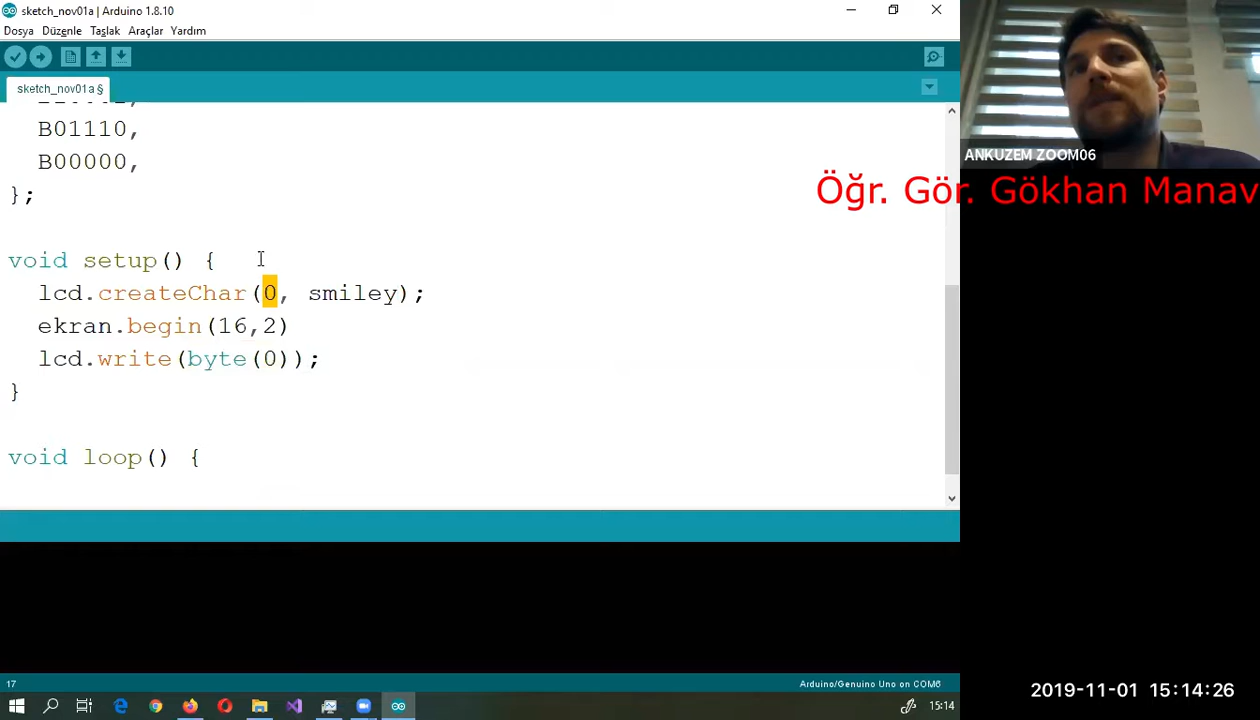 sketch_nov01a | Arduino 1.8.10
Dosya Düzenle Taslak Araçlar Yardım
sketch_nov01a §
B01110,
B00000,
};
void setup() {
lcd.createChar(0, smiley);
ekran.begin(16,2)
lcd.write(byte(0));
}
void loop() {
ANKUZEM ZOOM06
Öğr. Gör. Gökhan Manav
17
Arduino/Genuino Uno on COM6
2019-11-01 15:14:26
15:14